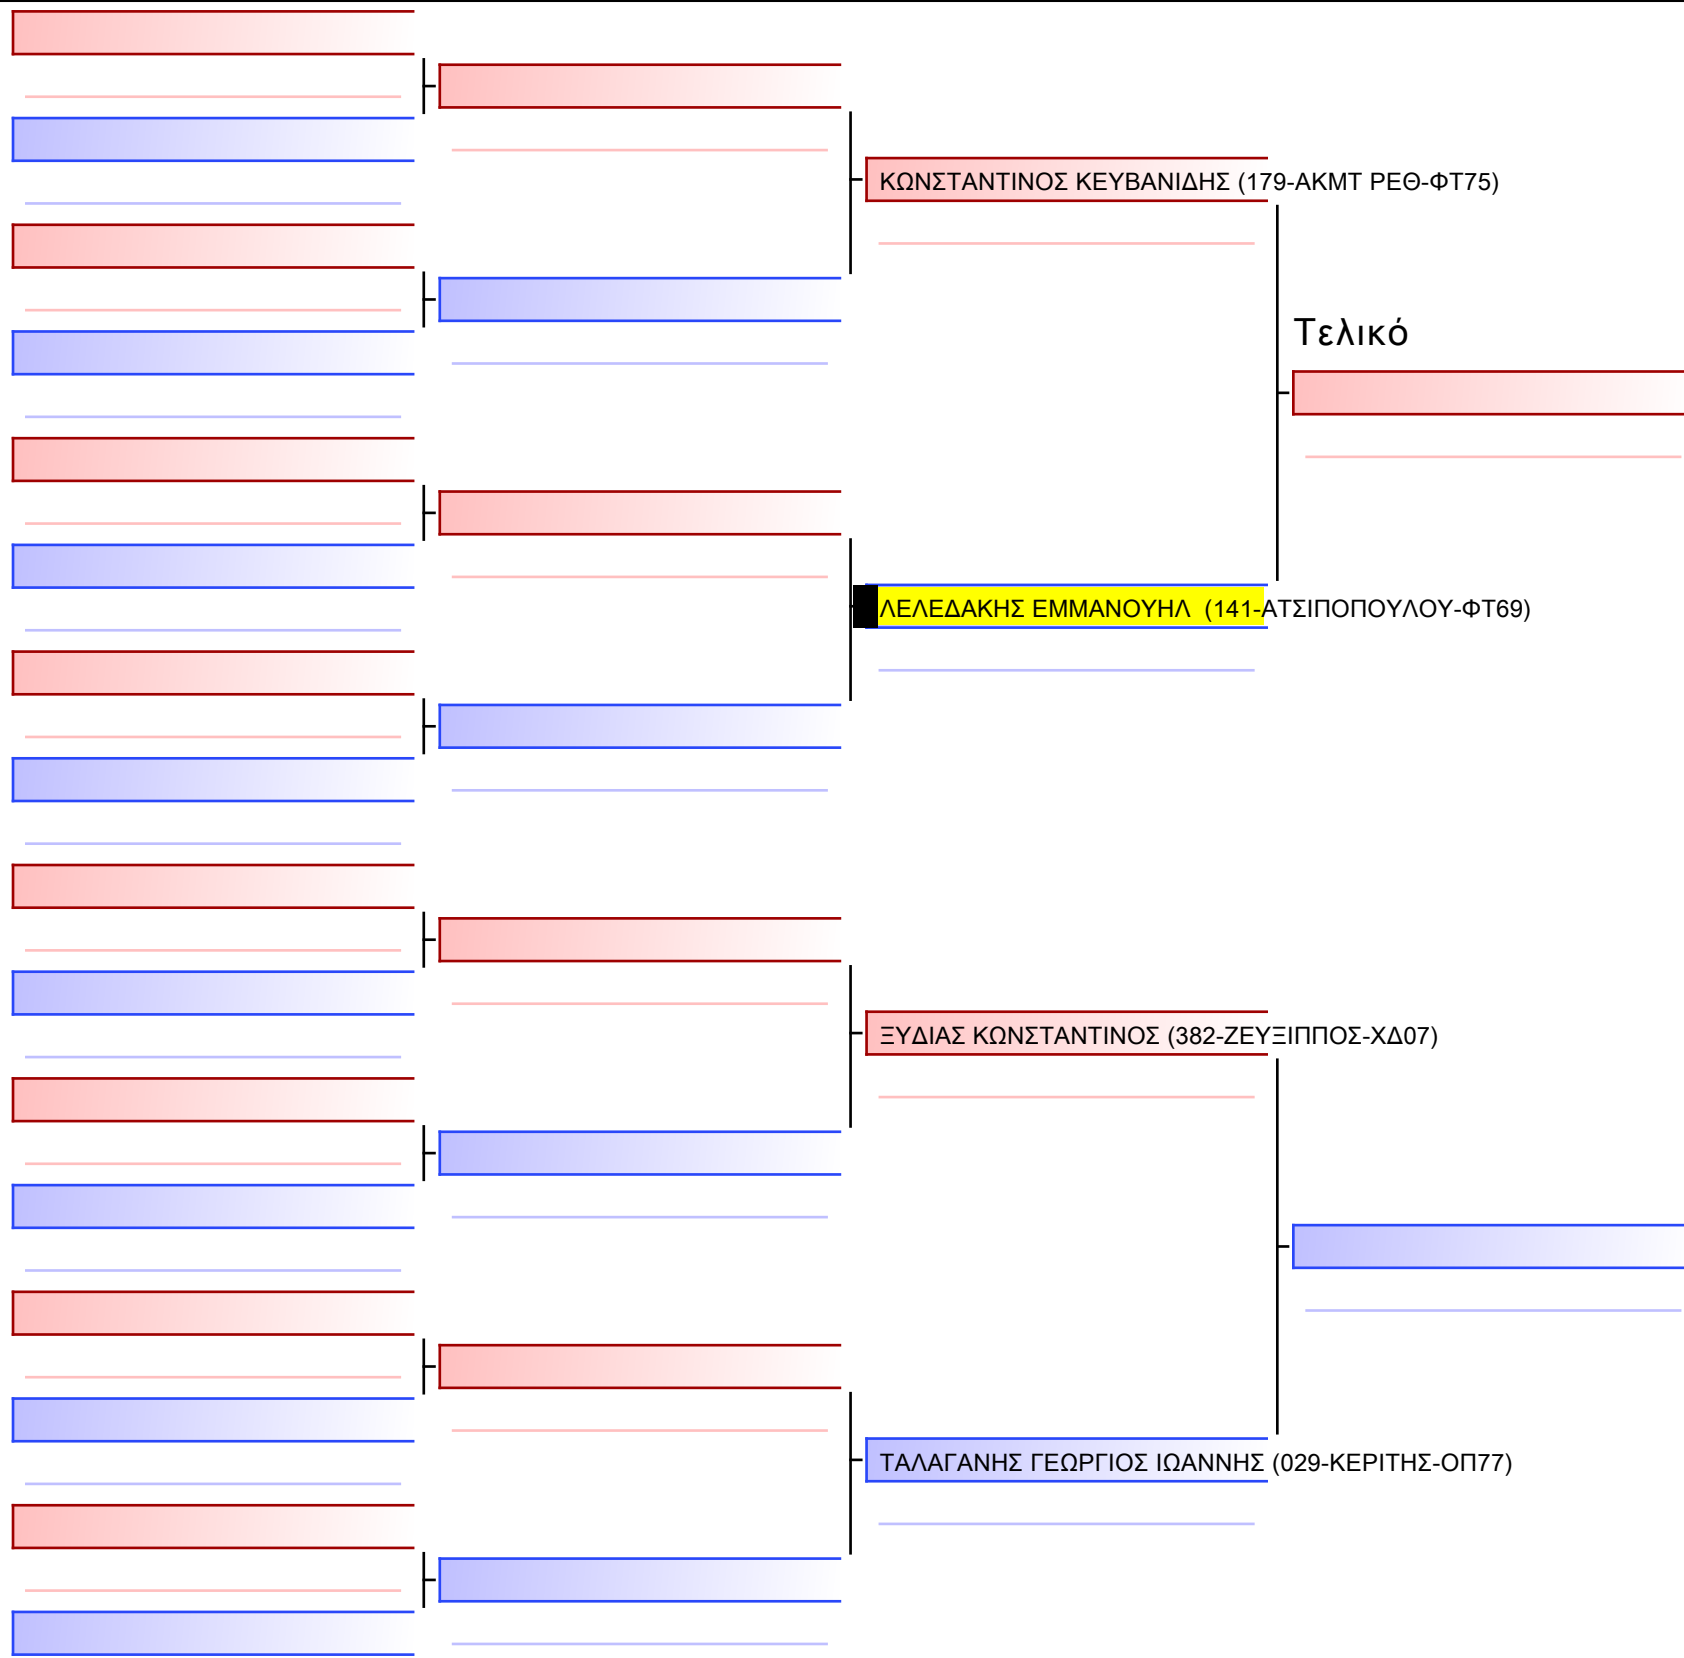 ΚΩΝΣΤΑΝΤΙΝΟΣ ΚΕΥΒΑΝΙΔΗΣ (179-ΑΚΜΤ ΡΕΘ-ΦΤ75)
Τελικό
ΛΕΛΕΔΑΚΗΣ ΕΜΜΑΝΟΥΗΛ (141-ΑΤΣΙΠΟΠΟΥΛΟΥ-ΦΤ69)
ΞΥΔΙΑΣ ΚΩΝΣΤΑΝΤΙΝΟΣ (382-ΖΕΥΞΙΠΠΟΣ-ΧΔ07)
ΤΑΛΑΓΑΝΗΣ ΓΕΩΡΓΙΟΣ ΙΩΑΝΝΗΣ (029-ΚΕΡΙΤΗΣ-ΟΠ77)